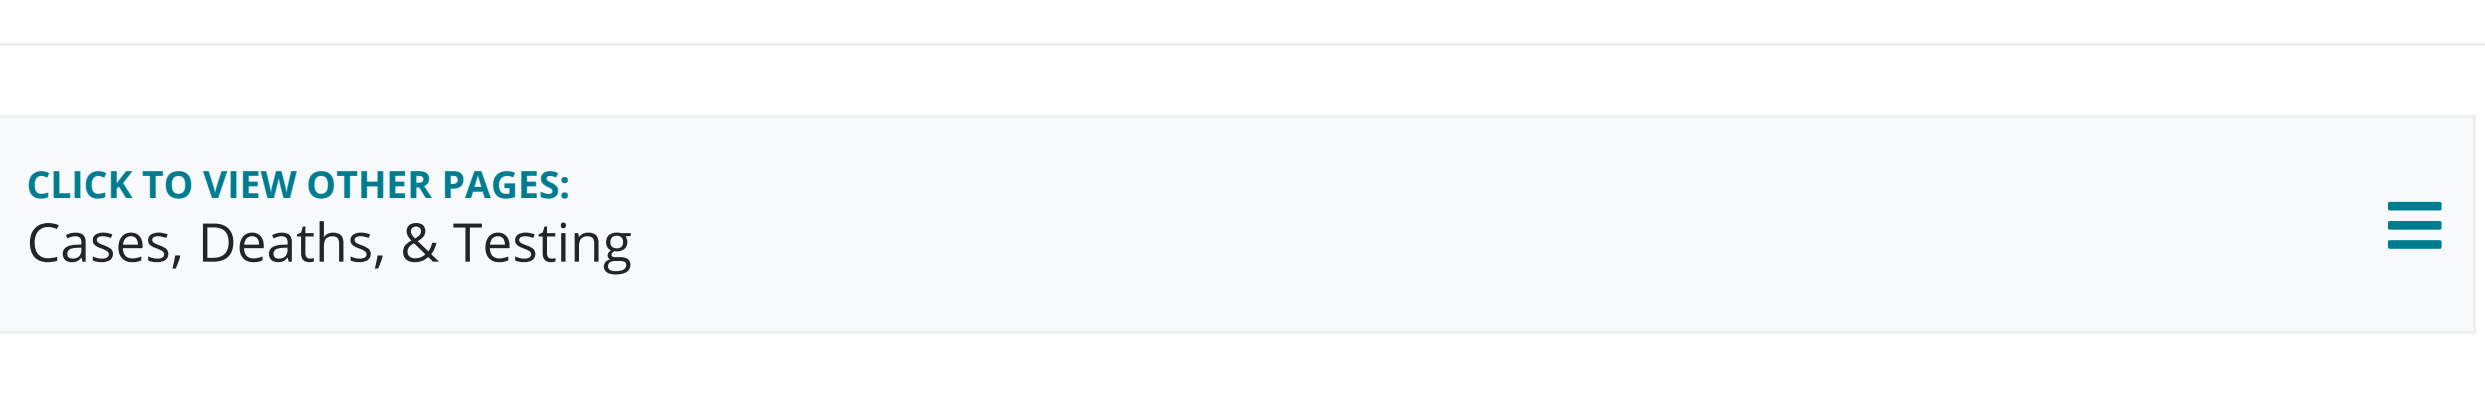 CLICK TO VIEW OTHER PAGES:
Cases, Deaths, & Testing